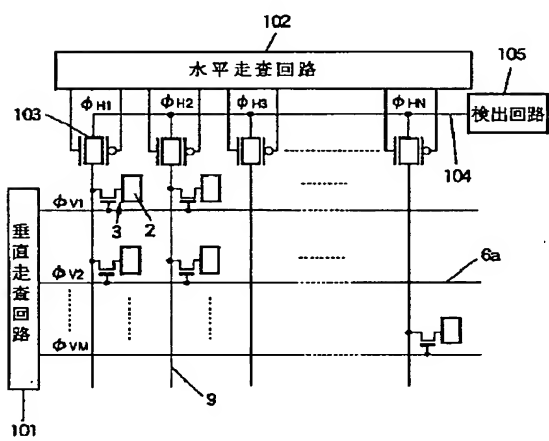 102
水平走査回路
105
検出回路
103
φH1
φH2
φH3
φHN
104
φV1
3
2
垂直走査回路
φV2
6a
φVM
9
101